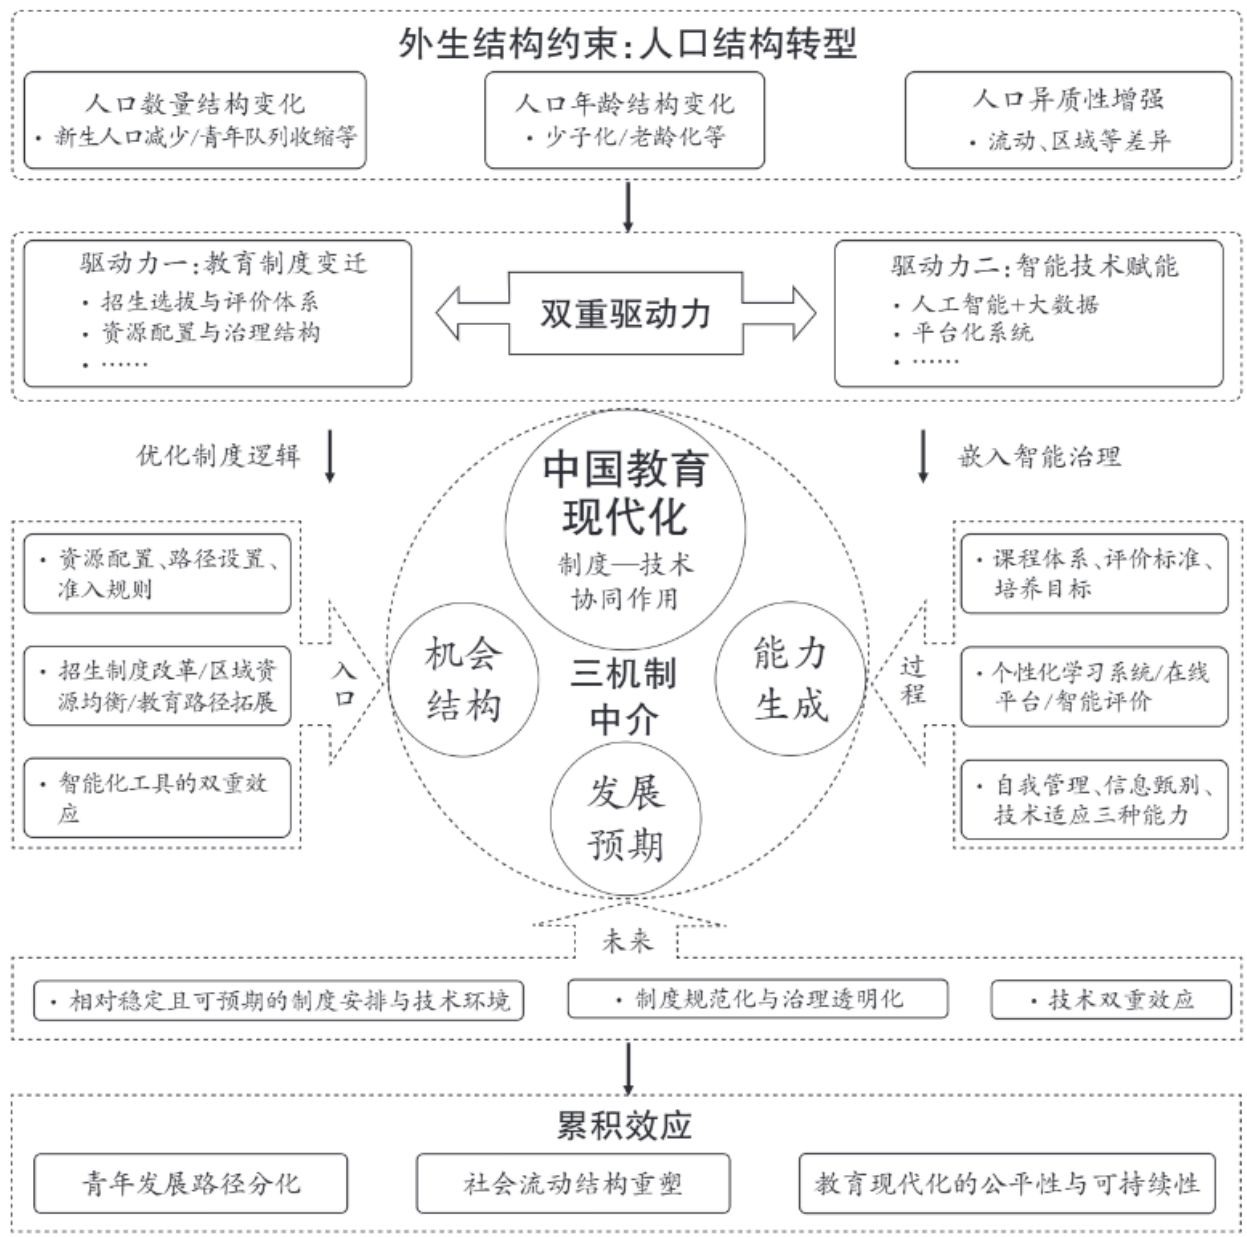 外生结构约束:人口结构转型
人口数量结构变化
· 新生人口减少/青年队列收缩等
人口年龄结构变化
· 少子化/老龄化等
人口异质性增强
· 流动、区域等差异
驱动力一:教育制度变迁
· 招生选拔与评价体系
· 资源配置与治理结构
· ……
双重驱动力
驱动力二:智能技术赋能
· 人工智能+大数据
· 平台化系统
· ……
优化制度逻辑
嵌入智能治理
中国教育
现代化
制度—技术
协同作用
· 资源配置、路径设置、
准入规则
· 招生制度改革/区域资
源均衡/教育路径拓展
· 智能化工具的双重效
应
入
口
机会
结构
三机制
中介
能力
生成
发展
预期
过
程
· 课程体系、评价标准、
培养目标
· 个性化学习系统/在线
平台/智能评价
· 自我管理、信息甄别、
技术适应三种能力
未来
· 相对稳定且可预期的制度安排与技术环境
· 制度规范化与治理透明化
· 技术双重效应
累积效应
青年发展路径分化
社会流动结构重塑
教育现代化的公平性与可持续性